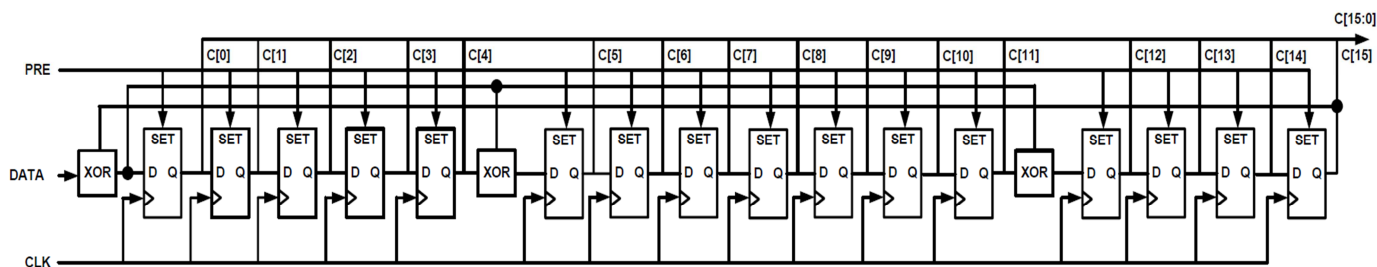 C[15:0]
C[0] C[1] C[2] C[3] C[4] C[5] C[6] C[7] C[8] C[9] C[10] C[11] C[12] C[13] C[14] C[15]
PRE
SET SET SET SET SET SET SET SET SET SET SET SET SET SET SET SET
DATA XOR D Q D Q D Q D Q D Q XOR D Q D Q D Q D Q D Q D Q D Q XOR D Q D Q D Q D Q
CLK